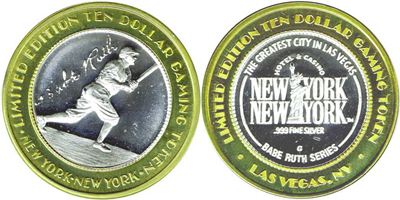 LIMITED EDITION TEN DOLLAR GAMING TOKEN
Babe Ruth
• NEW YORK • NEW YORK •
LIMITED EDITION TEN DOLLAR GAMING TOKEN
THE GREATEST CITY IN LAS VEGAS
HOTEL & CASINO
NEW YORK
NEW YORK
.999 FINE SILVER
G
BABE RUTH SERIES
• LAS VEGAS, NV •